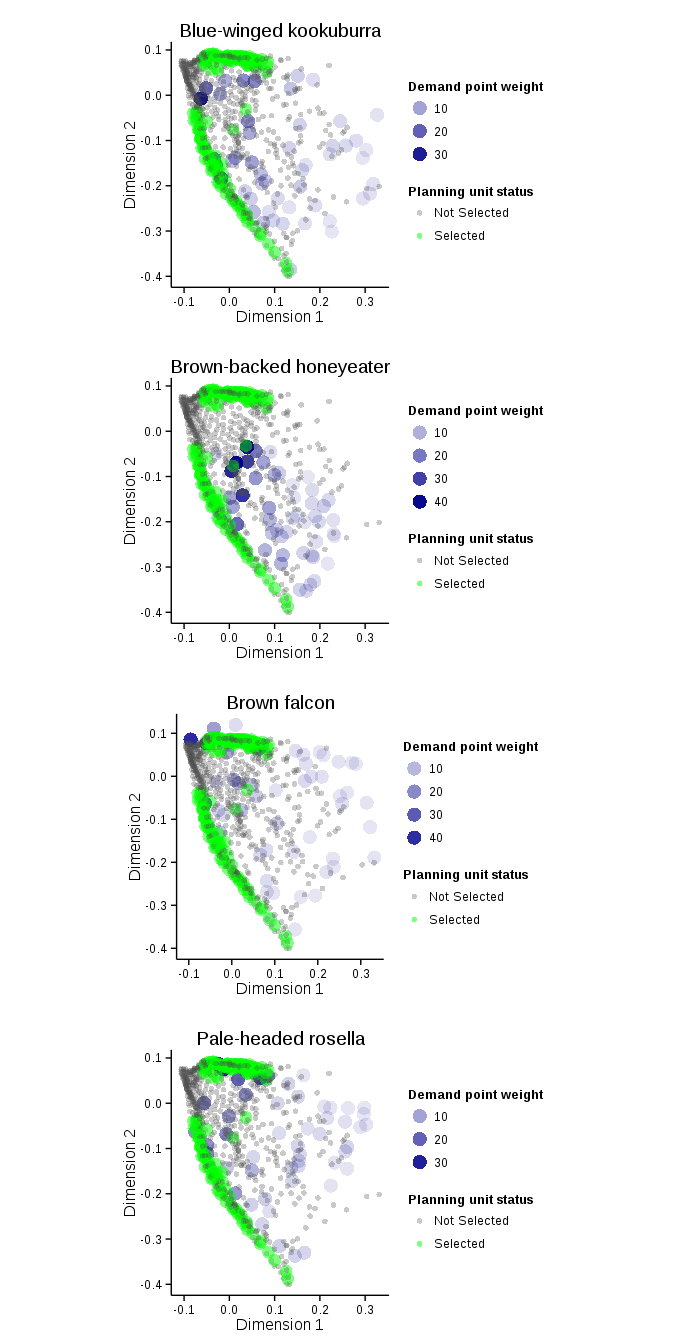 Blue-winged kookuburra
0.1
0.0
-0.1
-0.2
-0.3
-0.4
Dimension 2
-0.1 0.0 0.1 0.2 0.3
Dimension 1
Demand point weight
10
20
30
Planning unit status
Not Selected
Selected
Brown-backed honeyeater
0.1
0.0
-0.1
-0.2
-0.3
-0.4
Dimension 2
-0.1 0.0 0.1 0.2 0.3
Dimension 1
Demand point weight
10
20
30
40
Planning unit status
Not Selected
Selected
Brown falcon
0.1
0.0
-0.1
-0.2
-0.3
-0.4
Dimension 2
-0.1 0.0 0.1 0.2 0.3
Dimension 1
Demand point weight
10
20
30
40
Planning unit status
Not Selected
Selected
Pale-headed rosella
0.1
0.0
-0.1
-0.2
-0.3
-0.4
Dimension 2
-0.1 0.0 0.1 0.2 0.3
Dimension 1
Demand point weight
10
20
30
Planning unit status
Not Selected
Selected